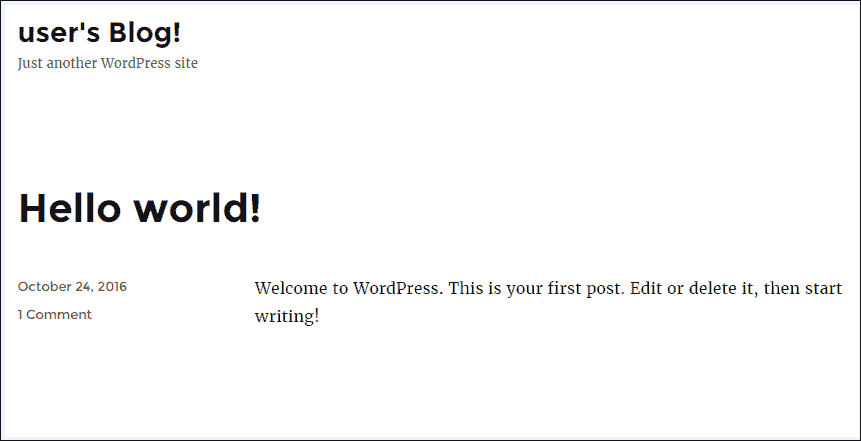 user's Blog!
Just another WordPress site
Hello world!
October 24, 2016
1 Comment
Welcome to WordPress. This is your first post. Edit or delete it, then start
writing!